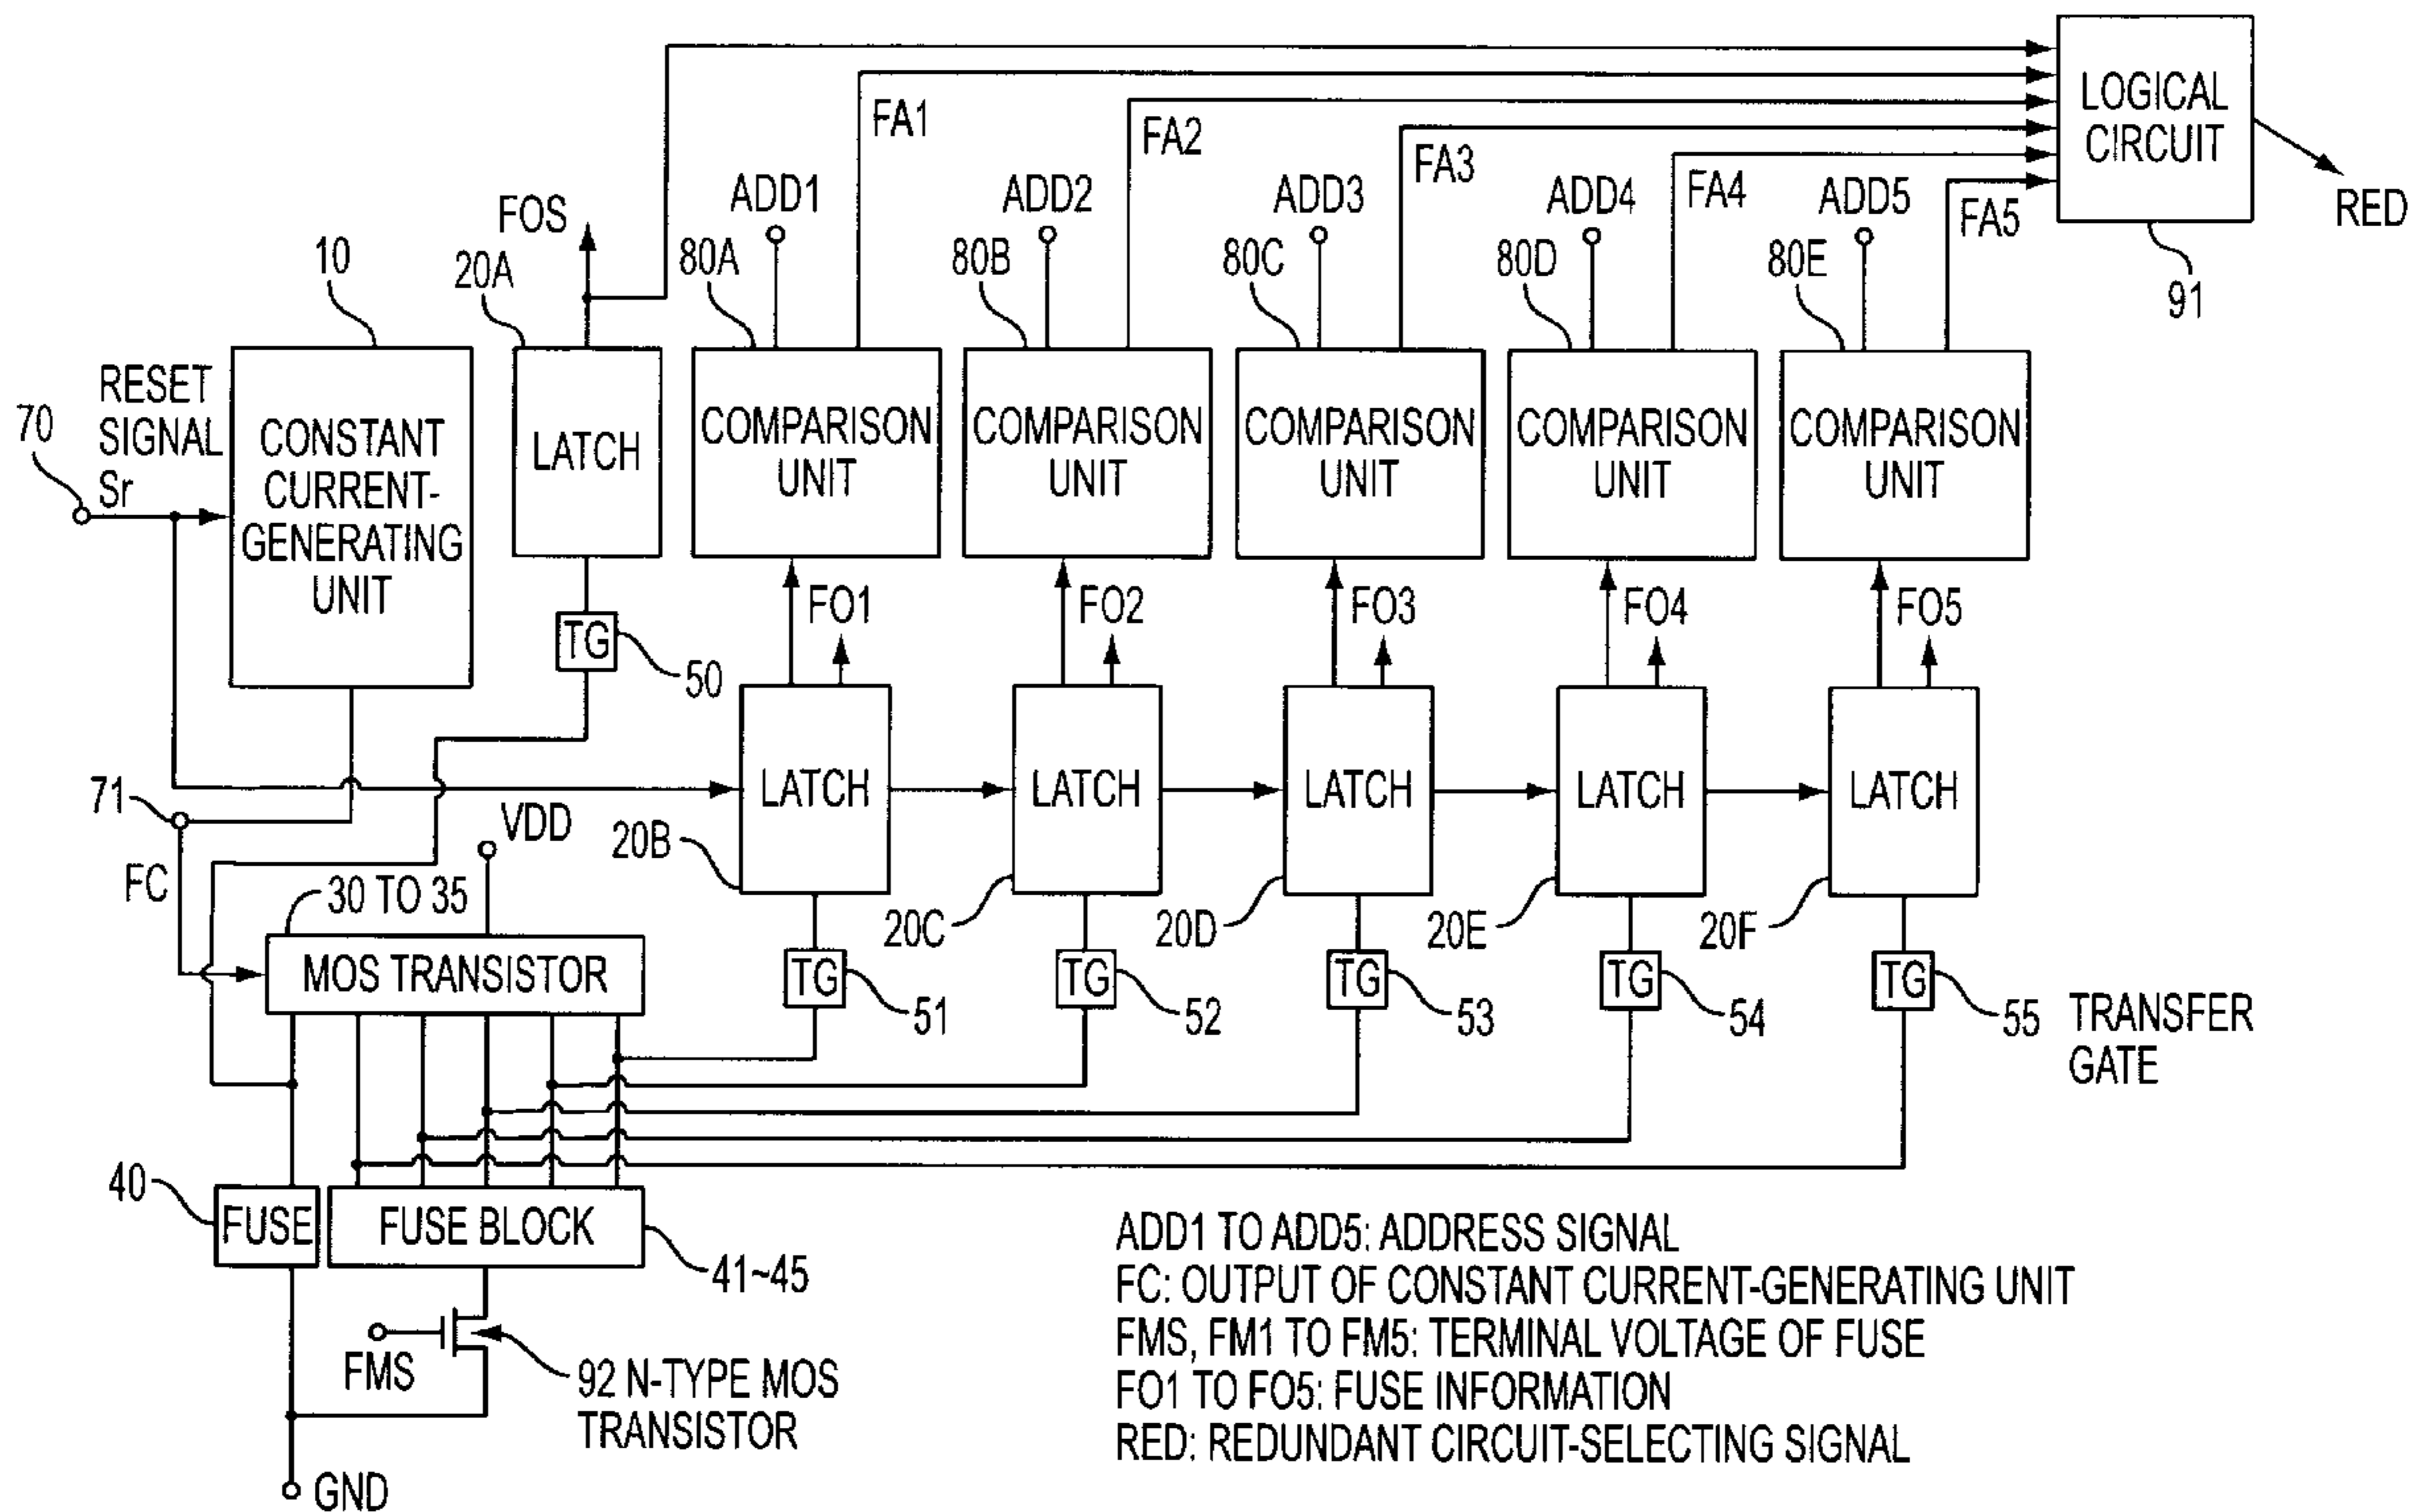 LOGICAL
CIRCUIT
RED
91
FA1
FA2
FA3
FA4
FA5
FOS
ADD1
ADD2
ADD3
ADD4
ADD5
10
20A
80A
80B
80C
80D
80E
RESET
SIGNAL
Sr
70
CONSTANT
CURRENT-
GENERATING
UNIT
LATCH
COMPARISON
UNIT
COMPARISON
UNIT
COMPARISON
UNIT
COMPARISON
UNIT
COMPARISON
UNIT
TG
50
FO1
FO2
FO3
FO4
FO5
71
VDD
LATCH
LATCH
LATCH
LATCH
LATCH
20B
20C
20D
20E
20F
FC
30 TO 35
MOS TRANSISTOR
TG
51
TG
52
TG
53
TG
54
TG
55
TRANSFER
GATE
40
FUSE
FUSE BLOCK
41~45
FMS
92 N-TYPE MOS
TRANSISTOR
GND
ADD1 TO ADD5: ADDRESS SIGNAL
FC: OUTPUT OF CONSTANT CURRENT-GENERATING UNIT
FMS, FM1 TO FM5: TERMINAL VOLTAGE OF FUSE
FO1 TO FO5: FUSE INFORMATION
RED: REDUNDANT CIRCUIT-SELECTING SIGNAL